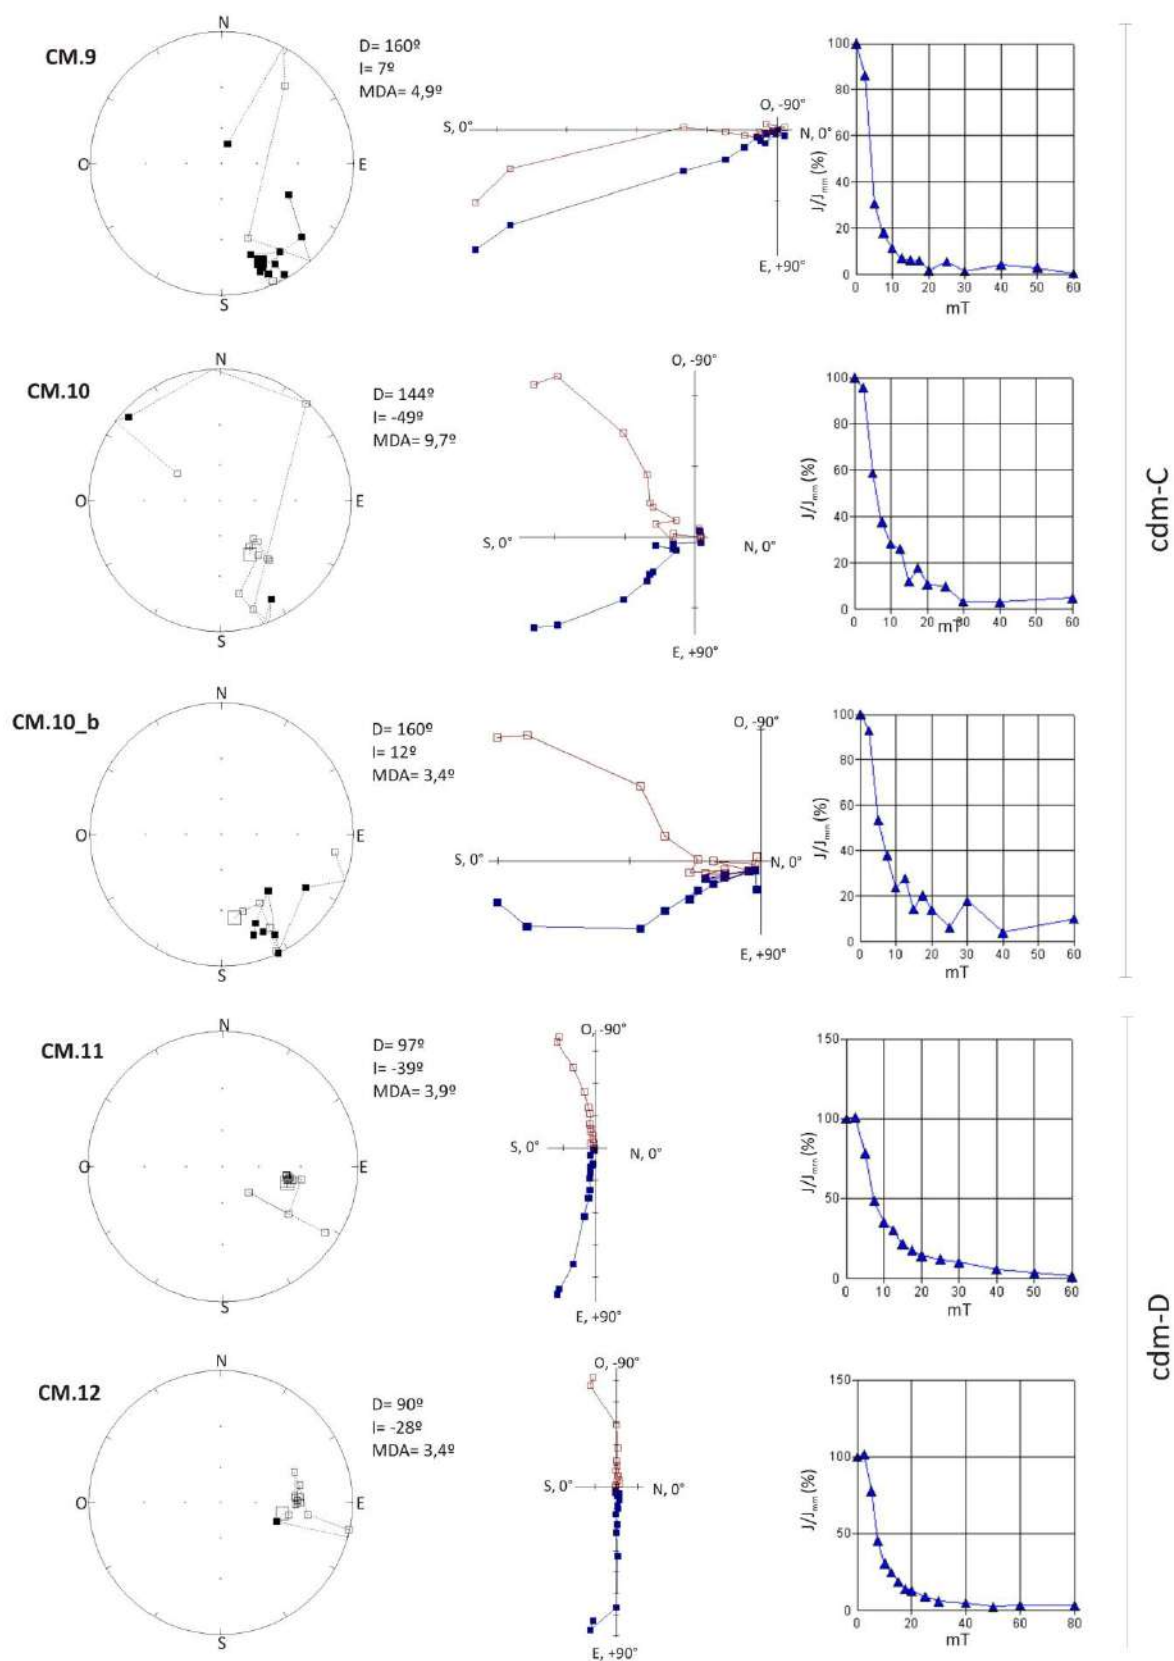 CM.9
N
O
E
S
D= 160º
I= 7º
MDA= 4,9º
O, -90°
S, 0°
N, 0°
E, +90°
J/Jmrn (%)
100
80
60
40
20
0
0 10 20 30 40 50 60
mT
CM.10
N
O
E
S
D= 144º
I= -49º
MDA= 9,7º
O, -90°
S, 0°
N, 0°
E, +90°
J/Jmrn (%)
100
80
60
40
20
0
0 10 20 30 40 50 60
mT
CM.10_b
N
O
E
S
D= 160º
I= 12º
MDA= 3,4º
O, -90°
S, 0°
N, 0°
E, +90°
J/Jmrn (%)
100
80
60
40
20
0
0 10 20 30 40 50 60
mT
cdm-C
CM.11
N
O
E
S
D= 97º
I= -39º
MDA= 3,9º
O, -90°
S, 0°
N, 0°
E, +90°
J/Jmrn (%)
150
100
50
0
0 10 20 30 40 50 60
mT
CM.12
N
O
E
S
D= 90º
I= -28º
MDA= 3,4º
O, -90°
S, 0°
N, 0°
E, +90°
J/Jmrn (%)
150
100
50
0
0 20 40 60 80
mT
cdm-D